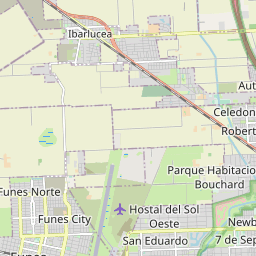 Ibarlucea
Aut
Celedon
Robert
Parque Habitacio
Bouchard
Funes Norte
Funes City
Hostal del Sol
Oeste
Newb
San Eduardo
7 de Sep